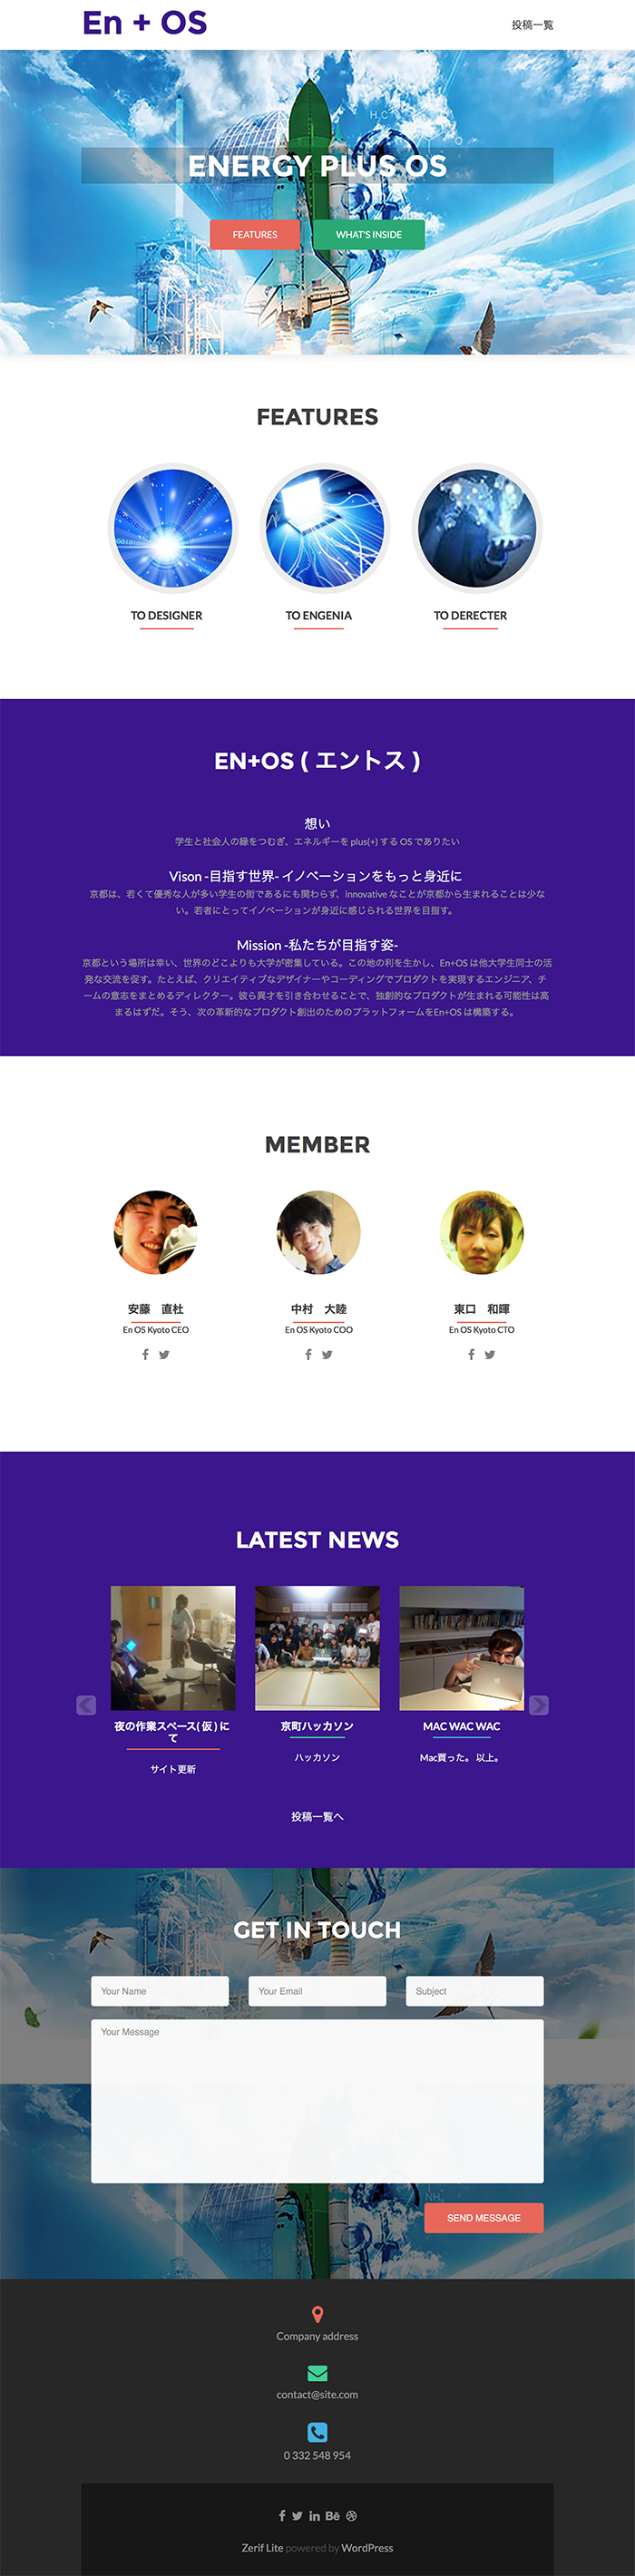 En + OS
投稿一覧
H C
O
ENERGY PLUS OS
FEATURES
WHAT'S INSIDE
FEATURES
TO DESIGNER
TO ENGENIA
TO DERECTER
EN+OS ( エントス )
想い
学生と社会人の縁をつむぎ、エネルギーを plus(+) する OS でありたい
Vison -目指す世界- イノベーションをもっと身近に
京都は、若くて優秀な人が多い学生の街であるにも関わらず、innovative なことが京都から生まれることは少な
い。若者にとってイノベーションが身近に感じられる世界を目指す。
Mission -私たちが目指す姿-
京都という場所は幸い、世界のどこよりも大学が密集している。この地の利を生かし、En+OS は他大学生同士の活
発な交流を促す。たとえば、クリエイティブなデザイナーやコーディングでプロダクトを実現するエンジニア、チ
ームの意志をまとめるディレクター。彼ら異才を引き合わせることで、独創的なプロダクトが生まれる可能性は高
まるはずだ。そう、次の革新的なプロダクト創出のためのプラットフォームをEn+OS は構築する。
MEMBER
安藤　直杜
En OS Kyoto CEO
中村　大睦
En OS Kyoto COO
東口　和暉
En OS Kyoto CTO
LATEST NEWS
夜の作業スペース( 仮 ) に
て
サイト更新
京町ハッカソン
ハッカソン
MAC WAC WAC
Mac買った。 以上。
投稿一覧へ
GET IN TOUCH
Your Name
Your Email
Subject
Your Message
NH
SEND MESSAGE
Company address
contact@site.com
0 332 548 954
Zerif Lite powered by WordPress